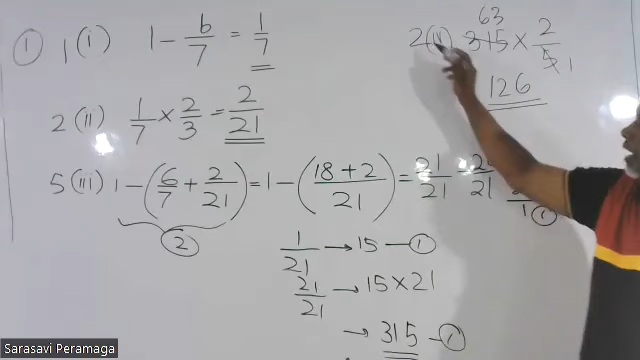 ① 1 (i) 1 - 6/7 = 1/7
2 (ii) 1/7 × 2/3 = 2/21
5 (iii) 1 - (6/7 + 2/21) = 1 - (18 + 2/21) = 21/21 =
②
1/21 → 15 — ①
21/21 → 15 × 21
→ 315 — ①
2 (iv) 315 × 2/5
63 1
126
Sarasavi Peramaga